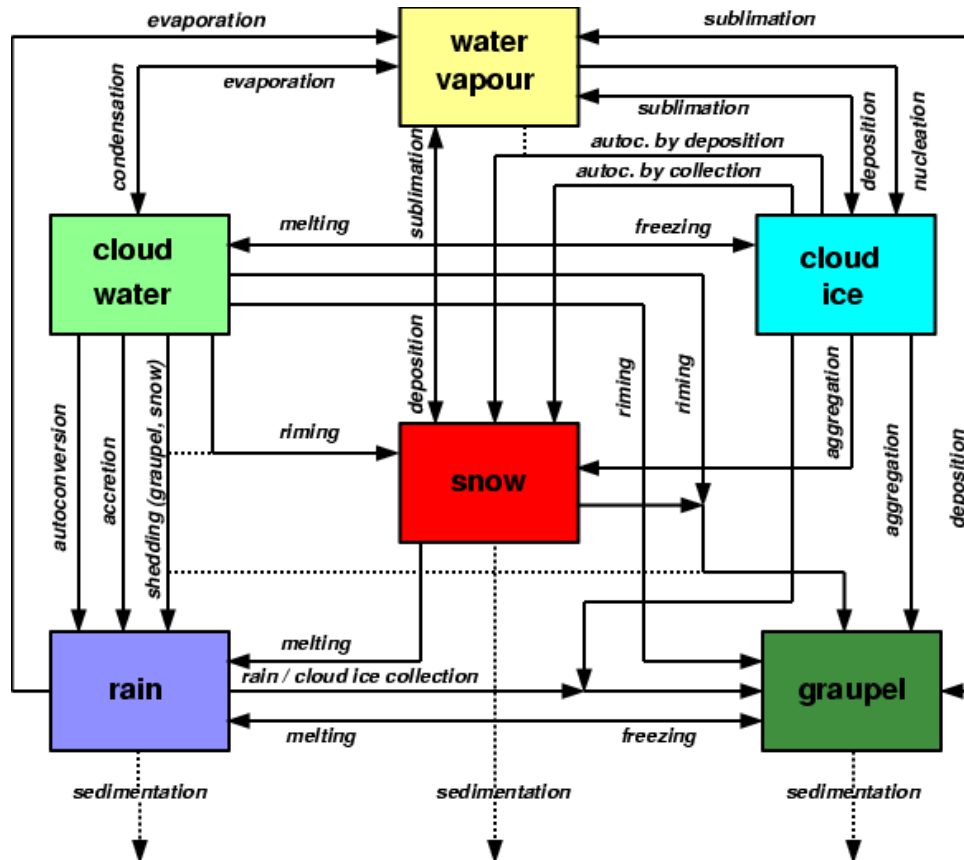 evaporation
sublimation
water
vapour
evaporation
sublimation
condensation
sublimation
deposition
nucleation
autoc. by deposition
autoc. by collection
cloud
water
melting
freezing
cloud
ice
deposition
riming
riming
aggregation
aggregation
deposition
autoconversion
accretion
shedding (graupel, snow)
riming
snow
melting
rain / cloud ice collection
rain
graupel
melting
freezing
sedimentation
sedimentation
sedimentation